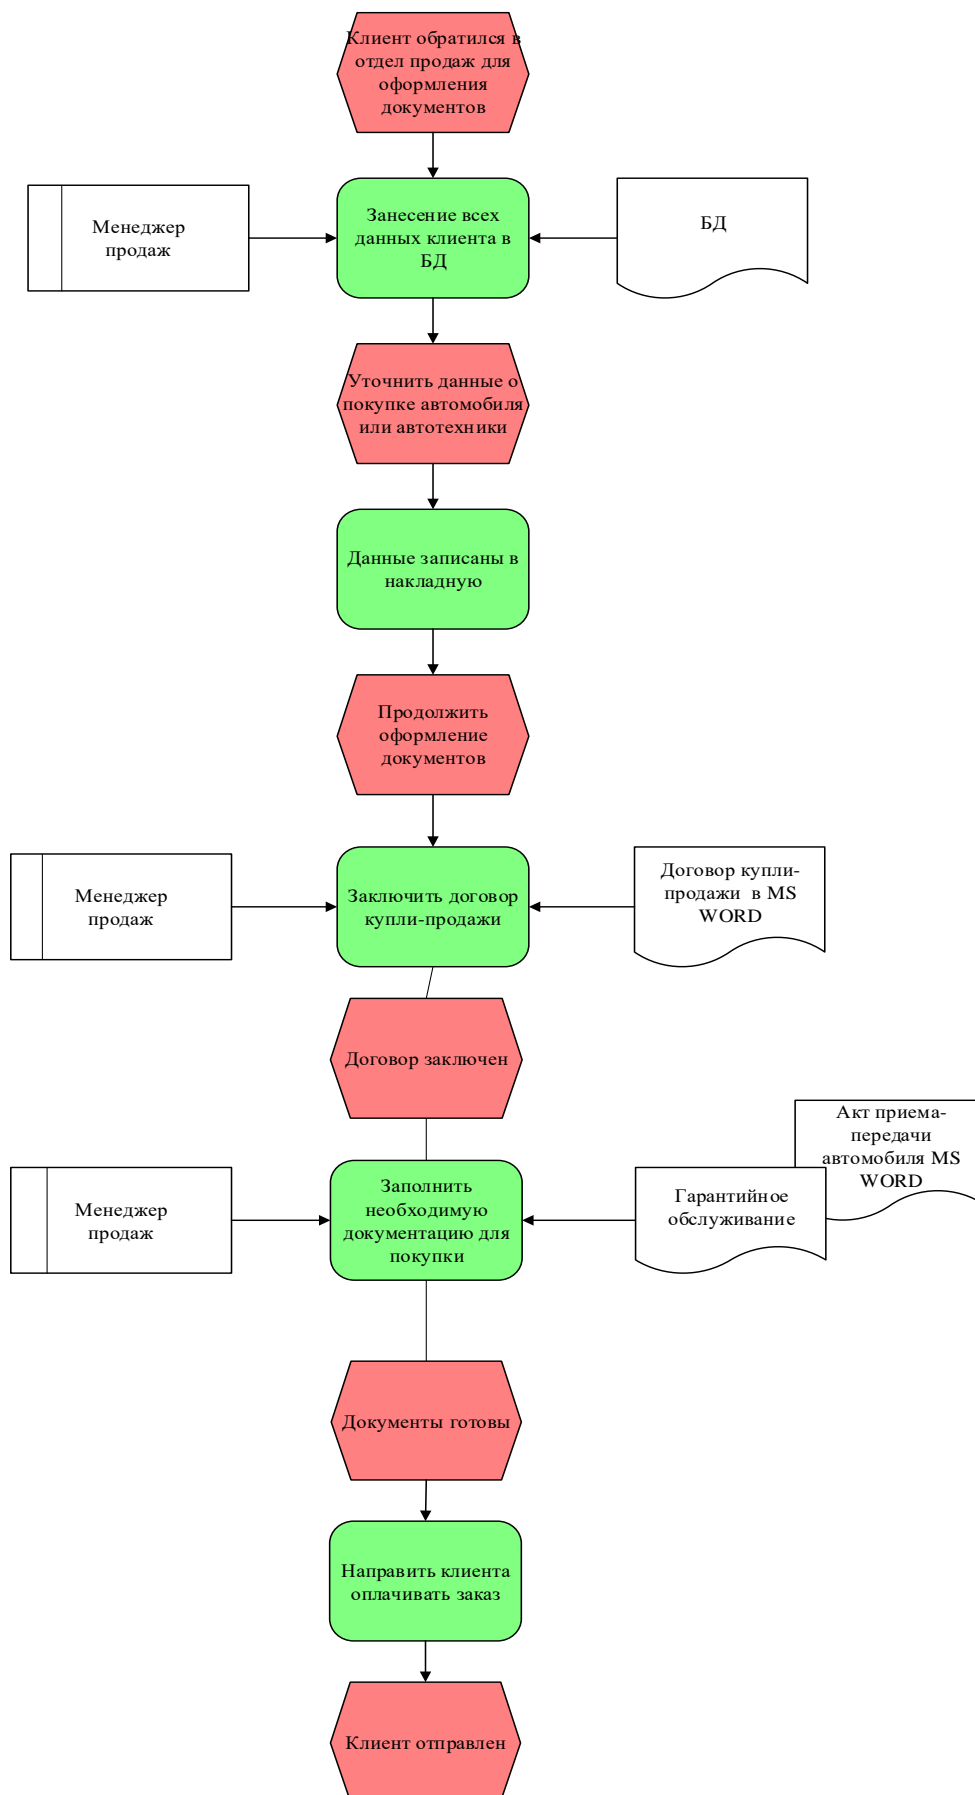 Клиент обратился в
отдел продаж для
оформления
документов
Менеджер
продаж
Занесение всех
данных клиента в
БД
БД
Уточнить данные о
покупке автомобиля
или автотехники
Данные записаны в
накладную
Продолжить
оформление
документов
Менеджер
продаж
Заключить договор
купли-продажи
Договор купли-
продажи в MS
WORD
Договор заключен
Акт приема-
передачи
автомобиля MS
WORD
Менеджер
продаж
Заполнить
необходимую
документацию для
покупки
Гарантийное
обслуживание
Документы готовы
Направить клиента
оплачивать заказ
Клиент отправлен